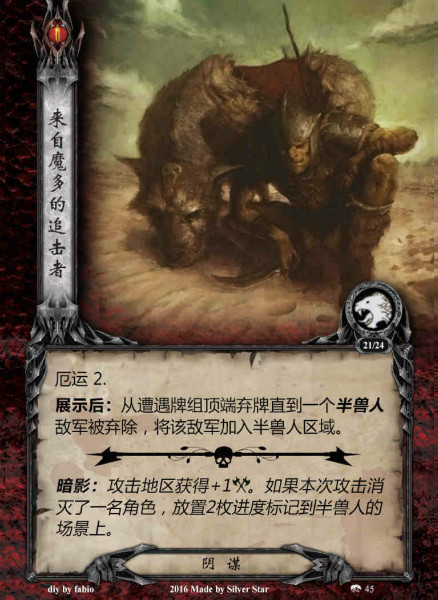 来自魔多的追击者
21/24
厄运 2.
展示后：从遭遇牌组顶端弃牌直到一个半兽人
敌军被弃除，将该敌军加入半兽人区域。
暗影：攻击地区获得+1。如果本次攻击消
灭了一名角色，放置2枚进度标记到半兽人的
场景上。
阴谋
diy by fabio
2016 Made by Silver Star
45